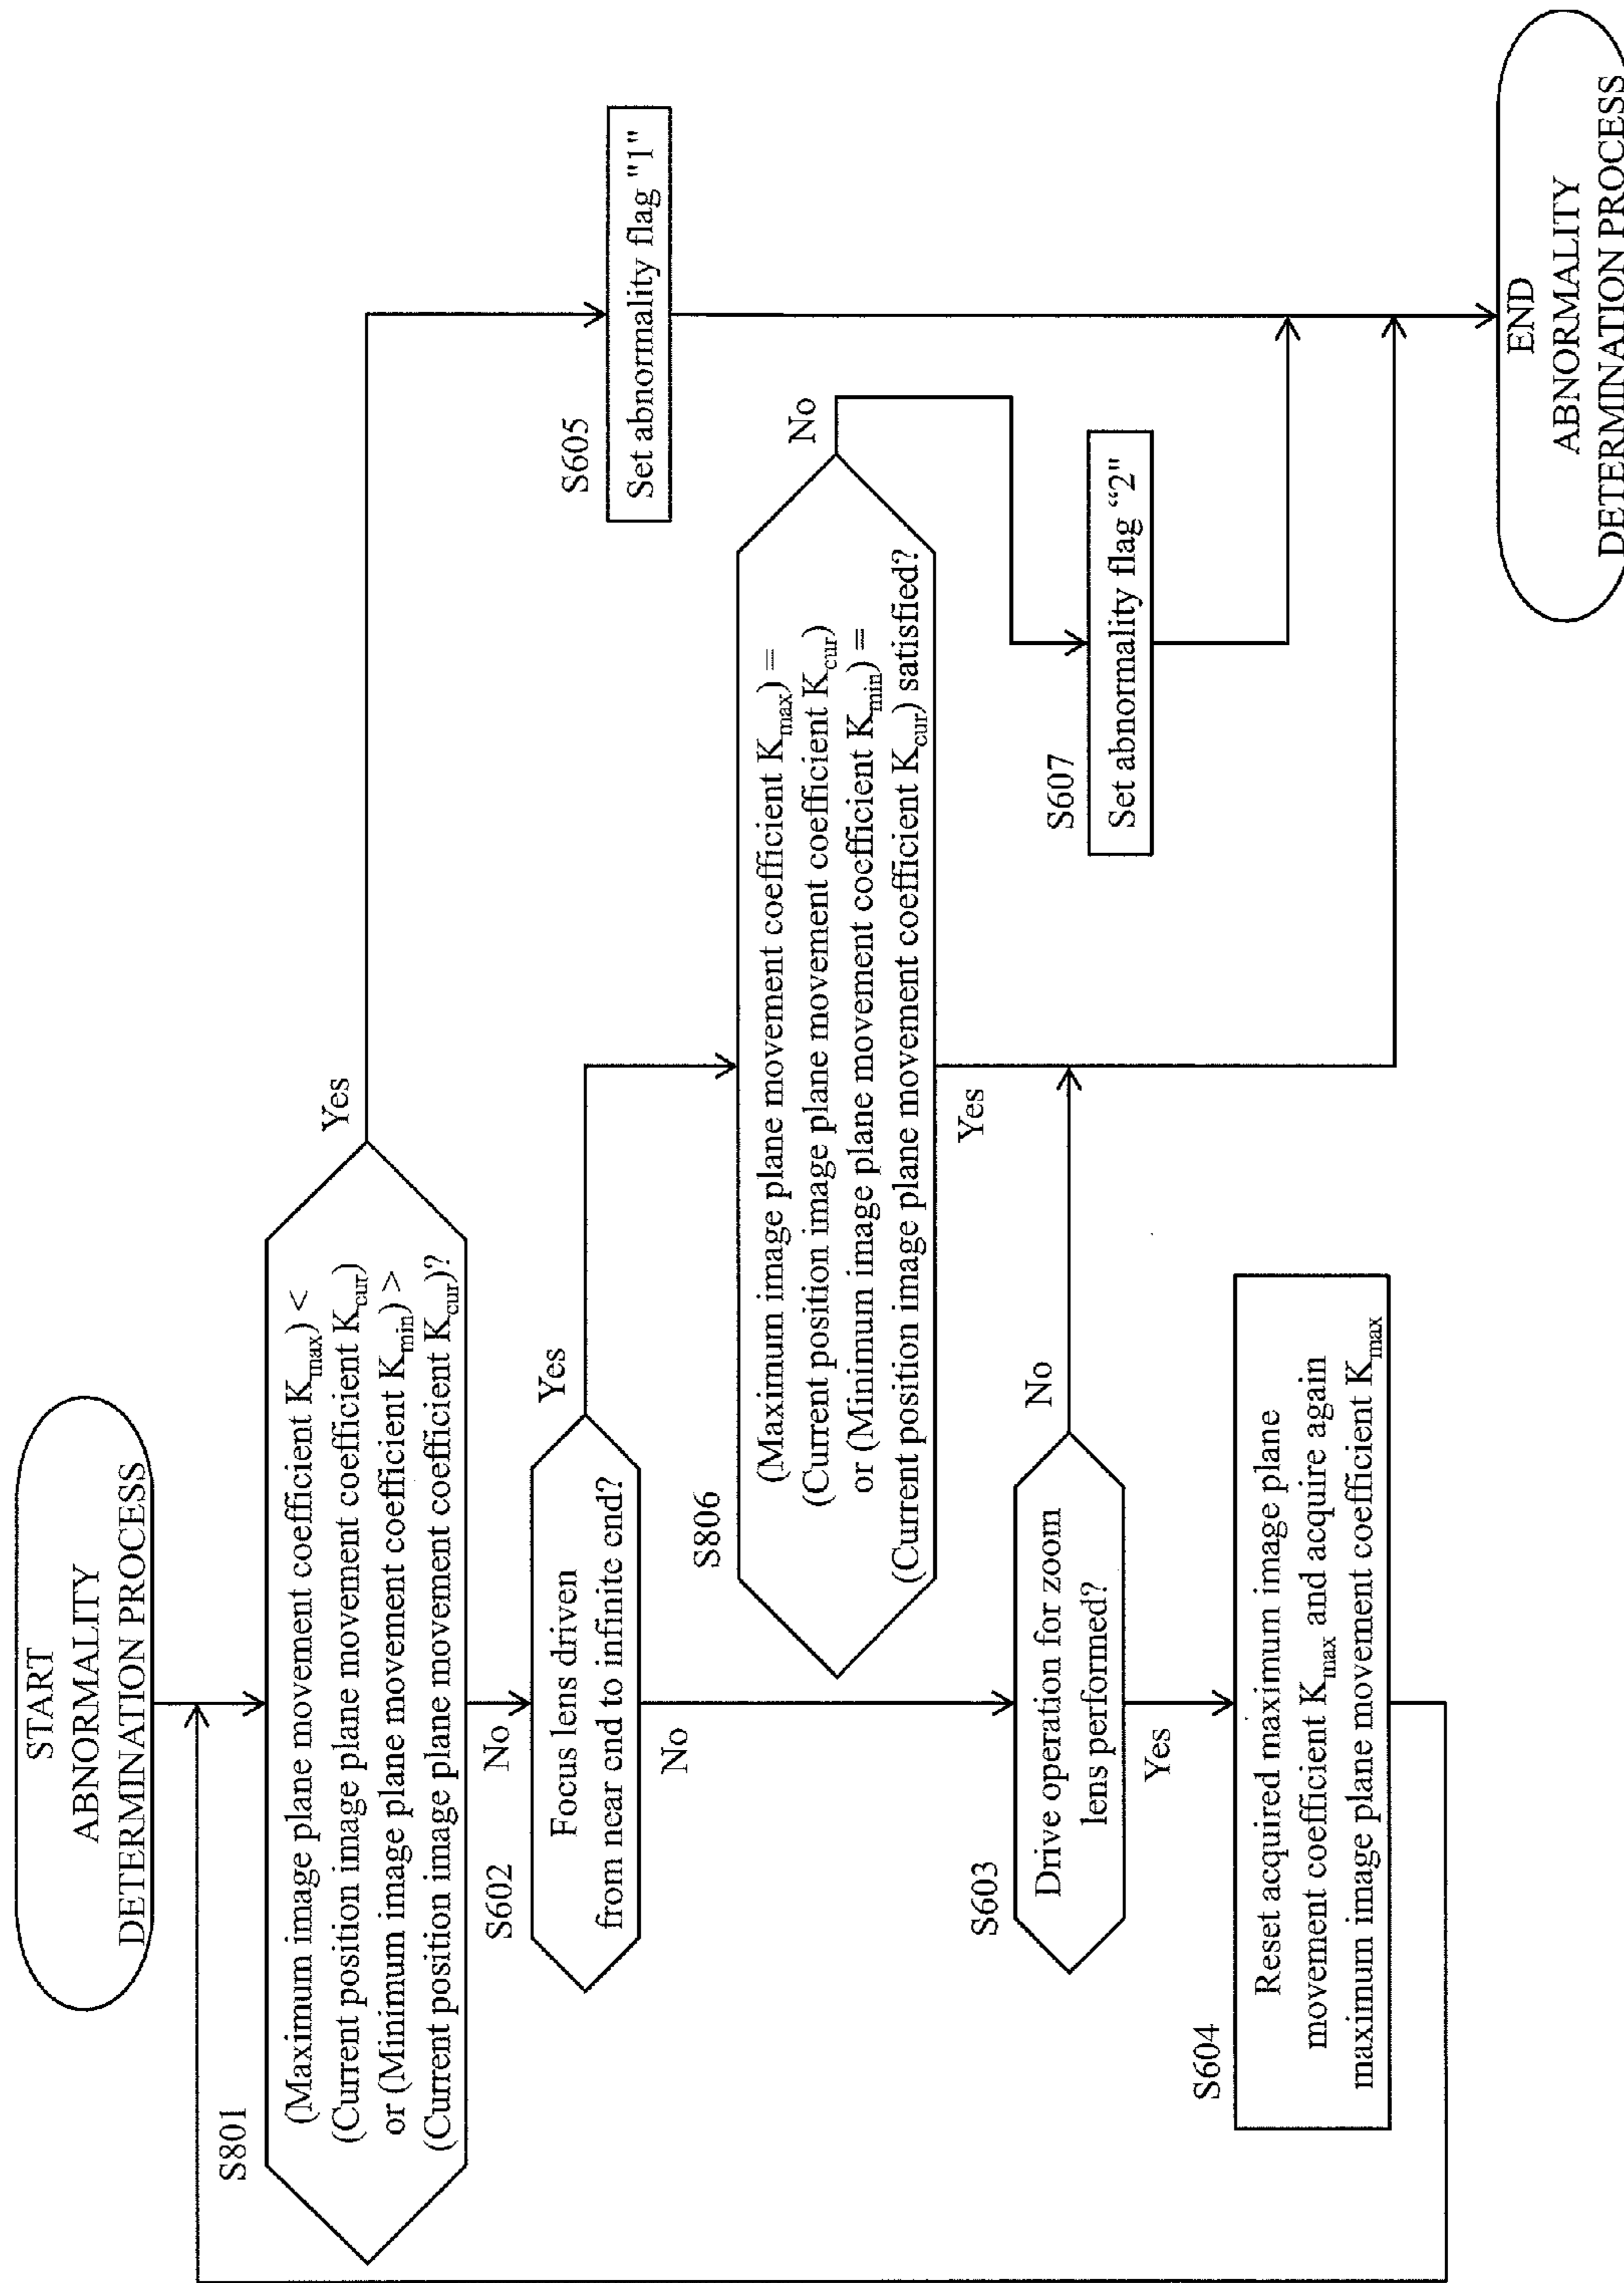 START
ABNORMALITY
DETERMINATION PROCESS
S801
(Maximum image plane movement coefficient Kmax) <
(Current position image plane movement coefficient Kcur)
or (Minimum image plane movement coefficient Kmin) >
(Current position image plane movement coefficient Kcur)?
Yes
No
S602
Focus lens driven
from near end to infinite end?
Yes
No
S605
Set abnormality flag "1"
S806
(Maximum image plane movement coefficient Kmax) =
(Current position image plane movement coefficient Kcur)
or (Minimum image plane movement coefficient Kmin) =
(Current position image plane movement coefficient Kcur) satisfied?
No
Yes
S607
Set abnormality flag “2”
S603
Drive operation for zoom
lens performed?
No
Yes
S604
Reset acquired maximum image plane
movement coefficient Kmax and acquire again
maximum image plane movement coefficient Kmax
END
ABNORMALITY
DETERMINATION PROCESS